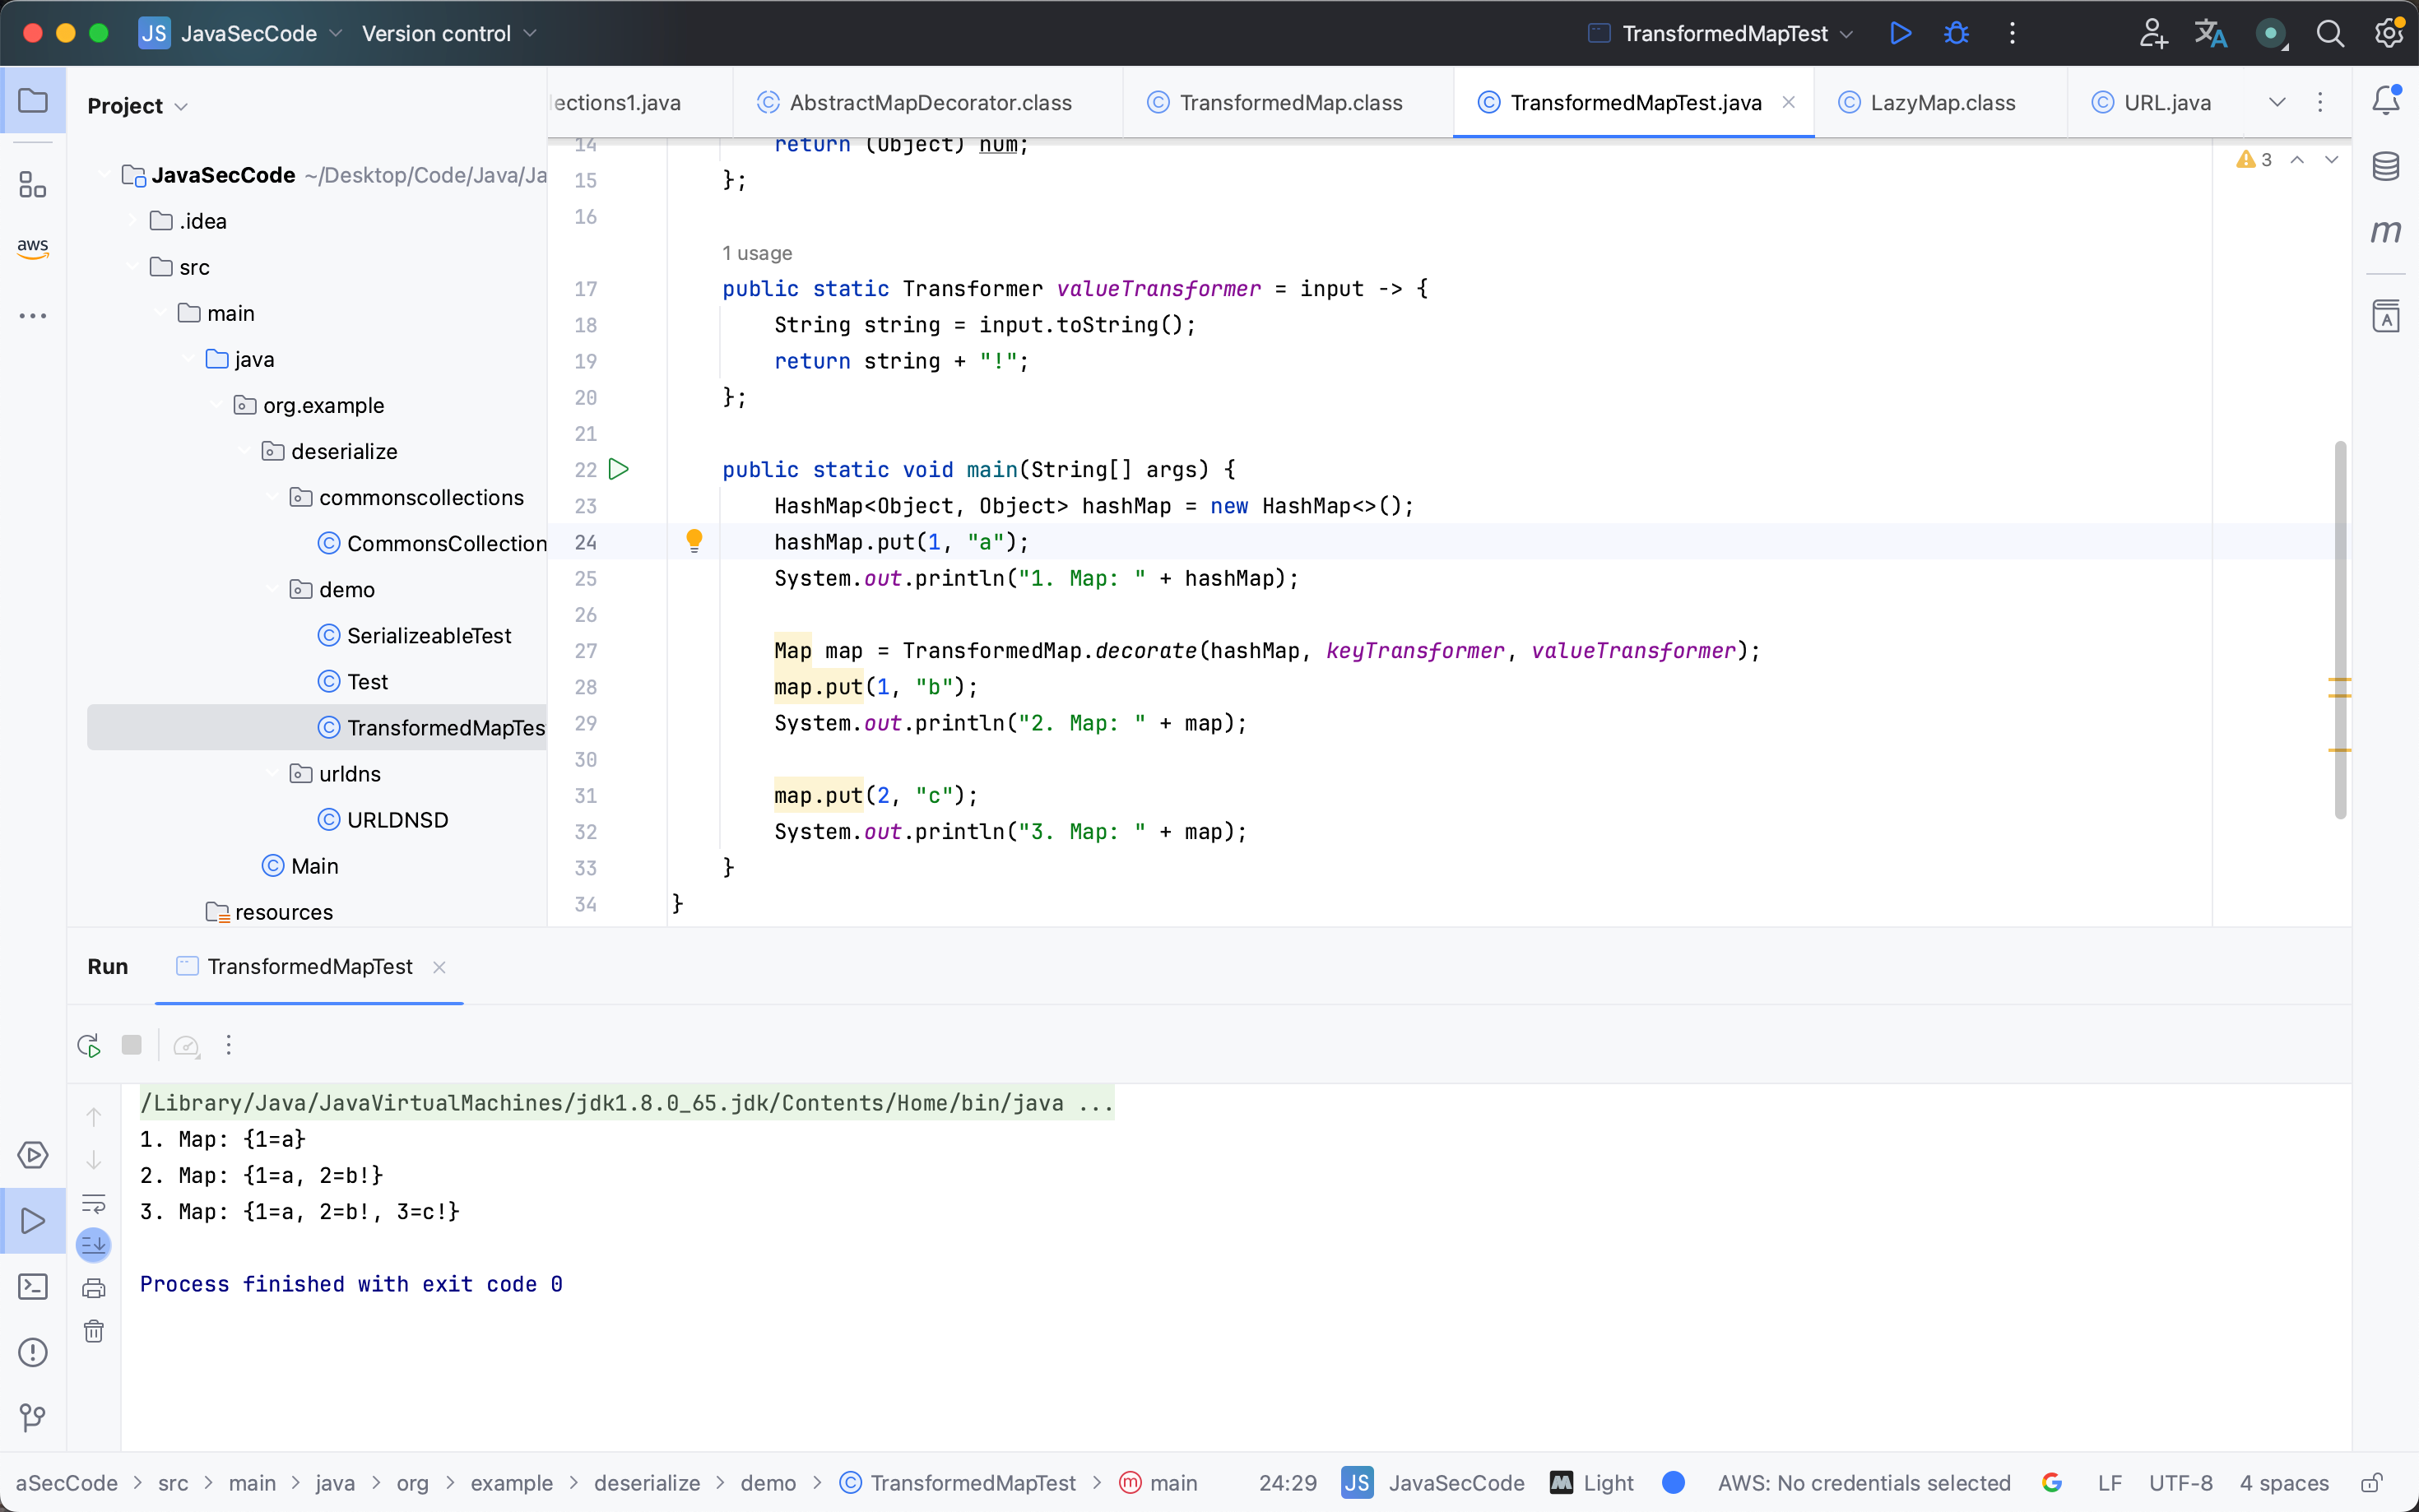 JS JavaSecCode Version control TransformedMapTest
Project
ections1.java AbstractMapDecorator.class TransformedMap.class TransformedMapTest.java LazyMap.class URL.java
JavaSecCode ~/Desktop/Code/Java/Ja
.idea
src
main
java
org.example
deserialize
commonscollections
CommonsCollection
demo
SerializeableTest
Test
TransformedMapTes
urldns
URLDNSD
Main
resources
aws
3
14 return (Object) num;
15 };
16
1 usage
17 public static Transformer valueTransformer = input -> {
18 String string = input.toString();
19 return string + "!";
20 };
21
22 public static void main(String[] args) {
23 HashMap<Object, Object> hashMap = new HashMap<>();
24 hashMap.put(1, "a");
25 System.out.println("1. Map: " + hashMap);
26
27 Map map = TransformedMap.decorate(hashMap, keyTransformer, valueTransformer);
28 map.put(1, "b");
29 System.out.println("2. Map: " + map);
30
31 map.put(2, "c");
32 System.out.println("3. Map: " + map);
33 }
34 }
Run TransformedMapTest
/Library/Java/JavaVirtualMachines/jdk1.8.0_65.jdk/Contents/Home/bin/java ...
1. Map: {1=a}
2. Map: {1=a, 2=b!}
3. Map: {1=a, 2=b!, 3=c!}
Process finished with exit code 0
aSecCode > src > main > java > org > example > deserialize > demo > TransformedMapTest > main 24:29 JS JavaSecCode Light AWS: No credentials selected LF UTF-8 4 spaces